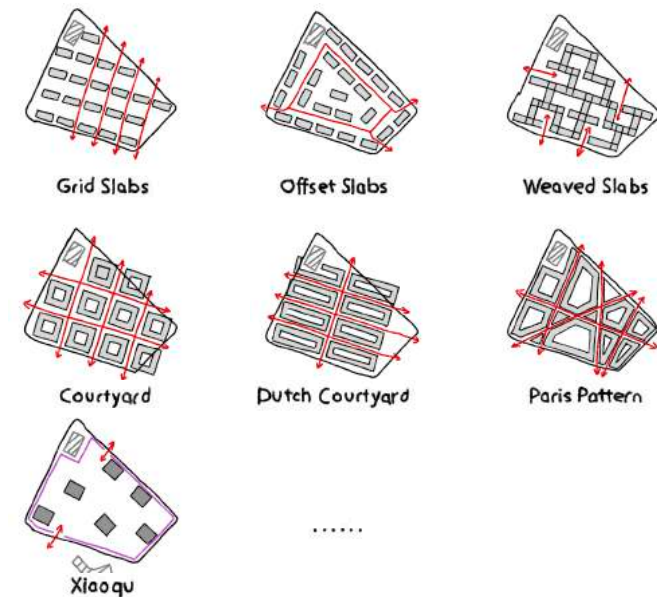 Grid Slabs
Offset Slabs
Weaved Slabs
Courtyard
Dutch Courtyard
Paris Pattern
Xiaoqu
......